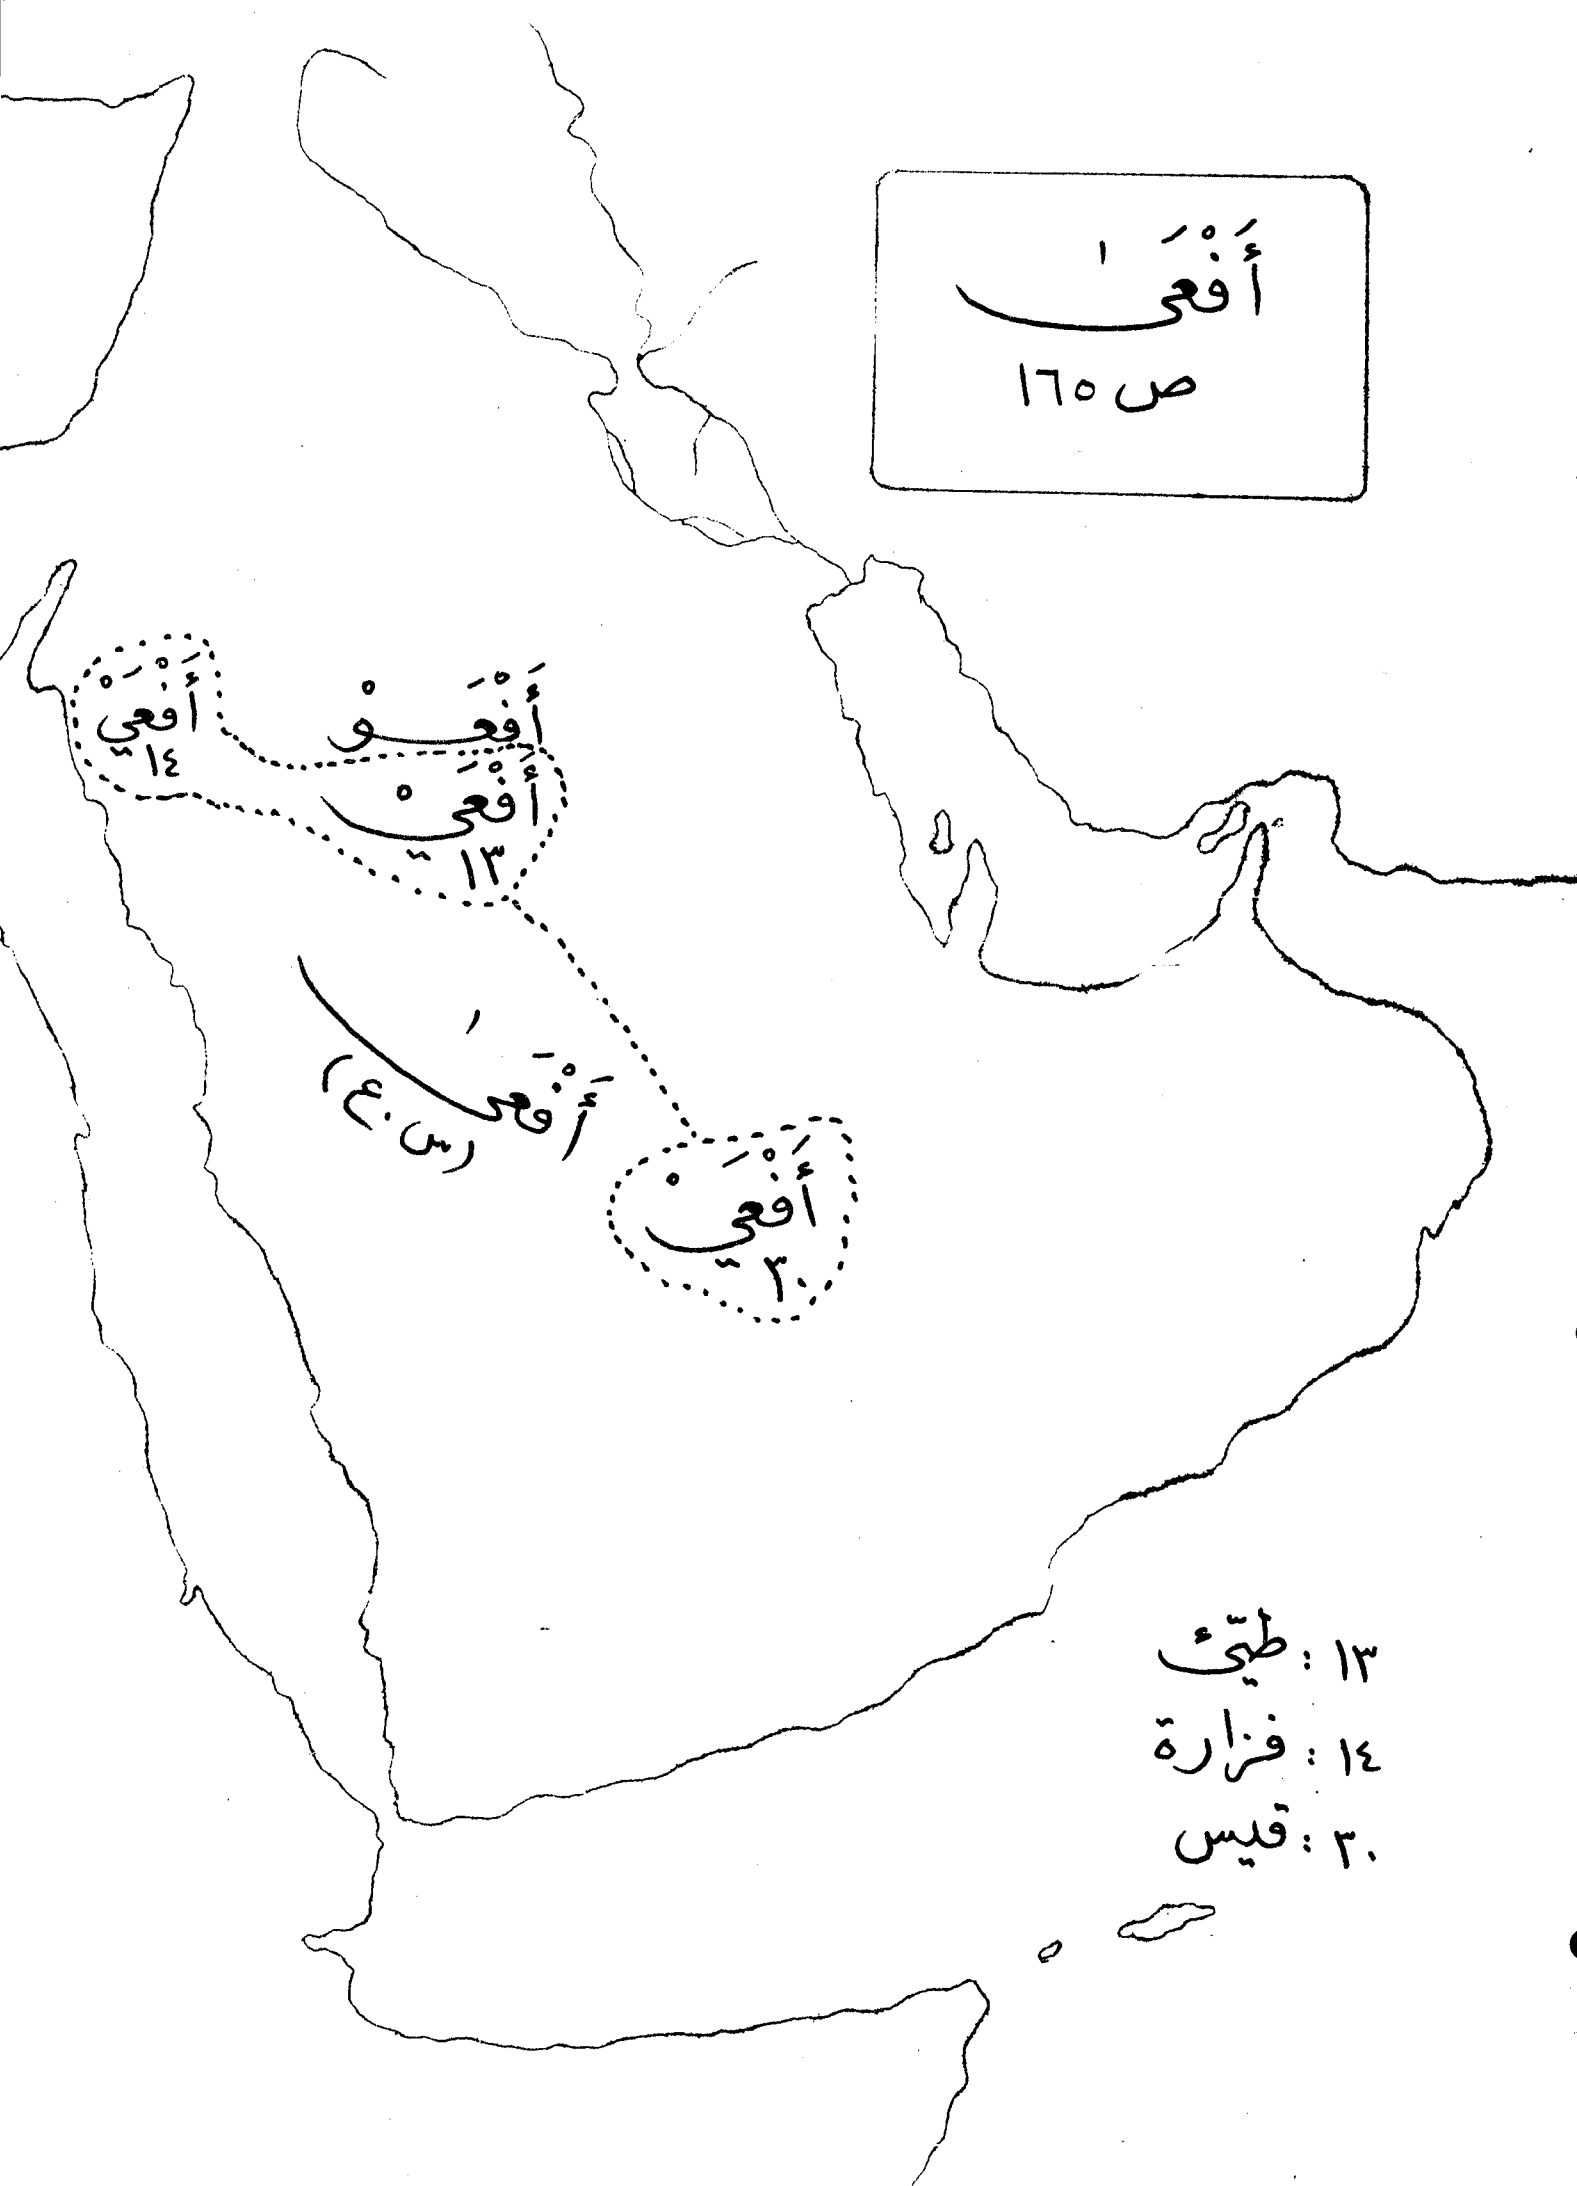 أَفْعَىٰ
ص ١٦٥
أَفْعَيْ
١٤
أَفْعَوْ
أَفْعَيْ
١٣
أَفْعَىٰ
(س.ع)
أَفْعَيْ
٣٠
١٣ : طيّئ
١٤ : فزارة
٣٠ : قيس